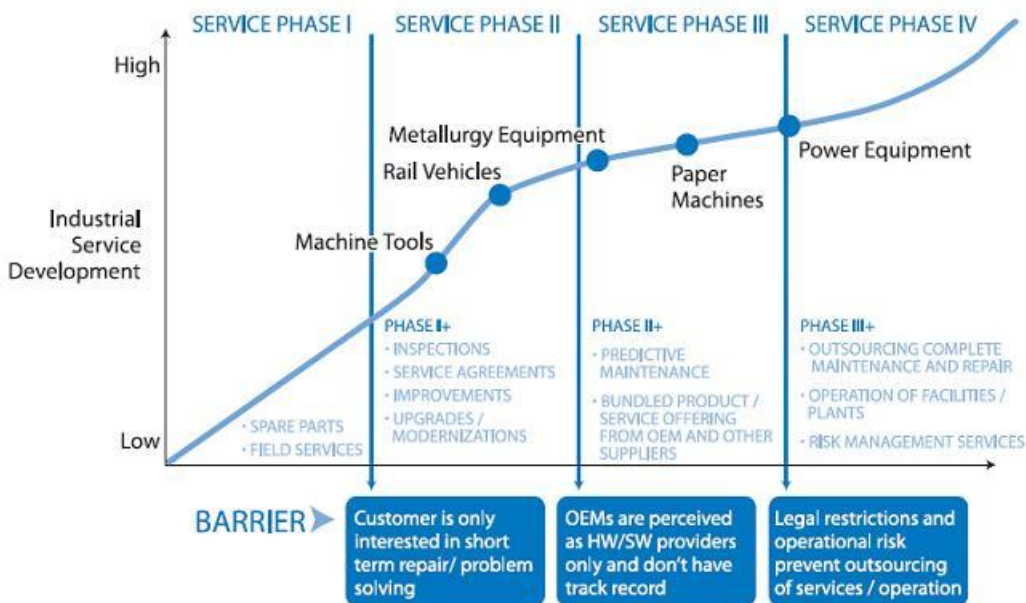 SERVICE PHASE I
SERVICE PHASE II
SERVICE PHASE III
SERVICE PHASE IV
High
Industrial
Service
Development
Low
Machine Tools
Rail Vehicles
Metallurgy Equipment
Paper
Machines
Power Equipment
• SPARE PARTS
• FIELD SERVICES
PHASE I+
• INSPECTIONS
• SERVICE AGREEMENTS
• IMPROVEMENTS
• UPGRADES /
MODERNIZATIONS
PHASE II+
• PREDICTIVE
MAINTENANCE
• BUNDLED PRODUCT /
SERVICE OFFERING
FROM OEM AND OTHER
SUPPLIERS
PHASE III+
• OUTSOURCING COMPLETE
MAINTENANCE AND REPAIR
• OPERATION OF FACILITIES /
PLANTS
• RISK MANAGEMENT SERVICES
BARRIER
Customer is only
interested in short
term repair/ problem
solving
OEMs are perceived
as HW/SW providers
only and don't have
track record
Legal restrictions and
operational risk
prevent outsourcing
of services / operation